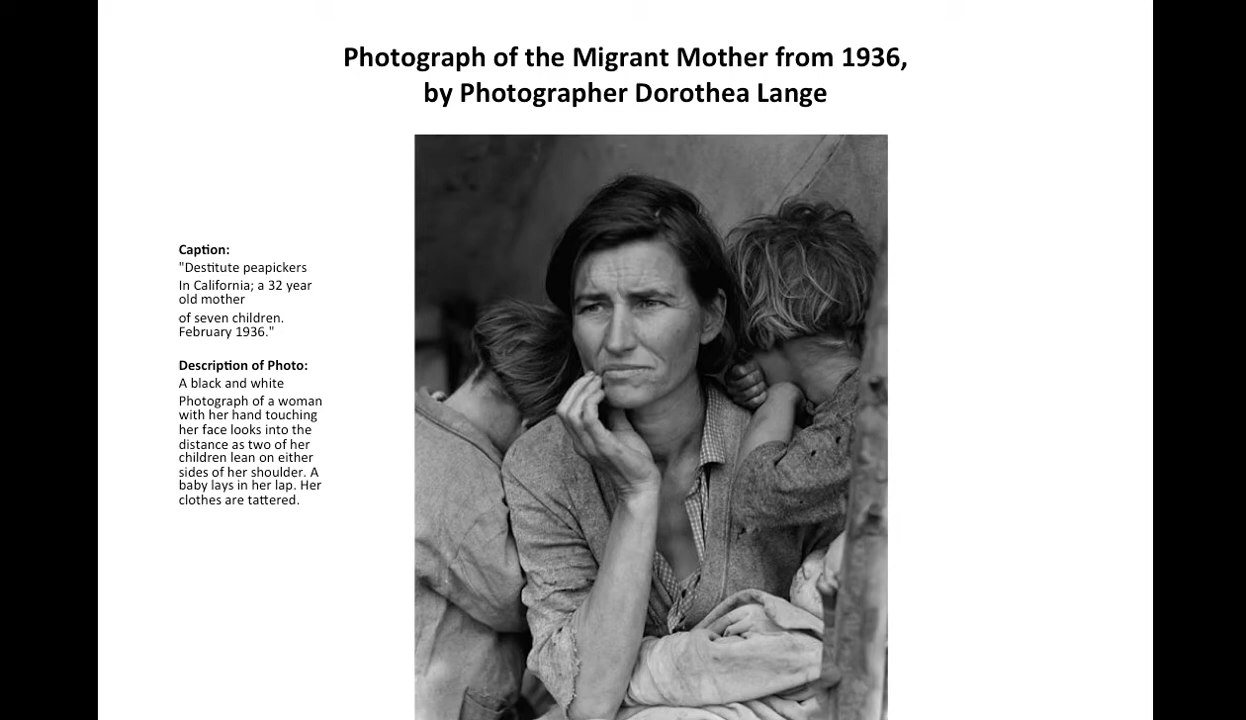 Photograph of the Migrant Mother from 1936,
by Photographer Dorothea Lange
Caption:
"Destitute peapickers
In California; a 32 year
old mother
of seven children.
February 1936."
Description of Photo:
A black and white
Photograph of a woman
with her hand touching
her face looks into the
distance as two of her
children lean on either
sides of her shoulder. A
baby lays in her lap. Her
clothes are tattered.